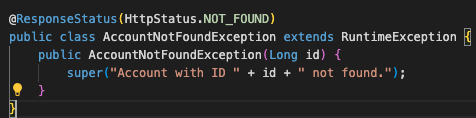 @ResponseStatus(HttpStatus.NOT_FOUND)
public class AccountNotFoundException extends RuntimeException {
    public AccountNotFoundException(Long id) {
        super("Account with ID " + id + " not found.");
    }
}